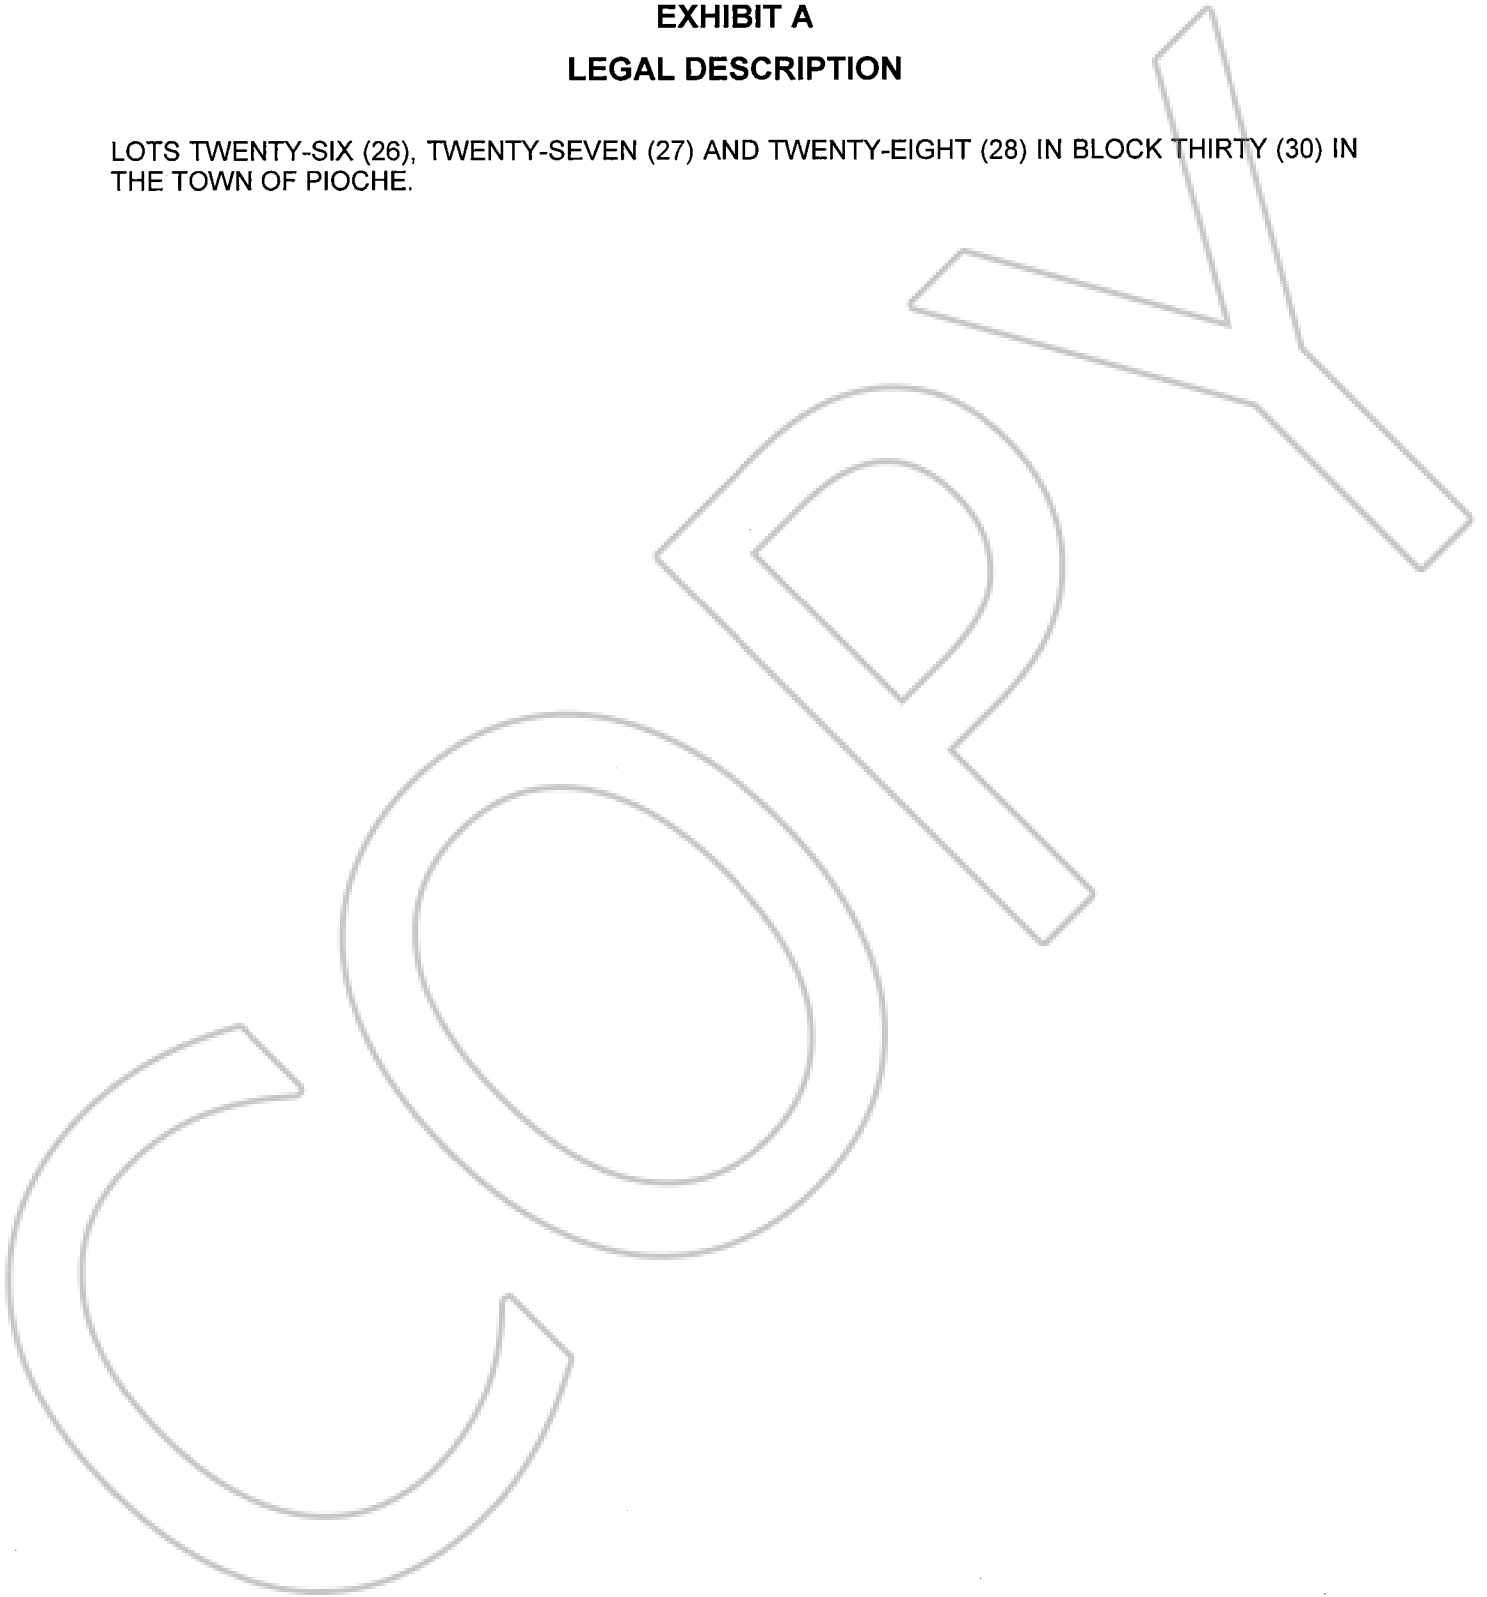 EXHIBIT A
LEGAL DESCRIPTION
LOTS TWENTY-SIX (26), TWENTY-SEVEN (27) AND TWENTY-EIGHT (28) IN BLOCK THIRTY (30) IN
THE TOWN OF PIOCHE.
COPY